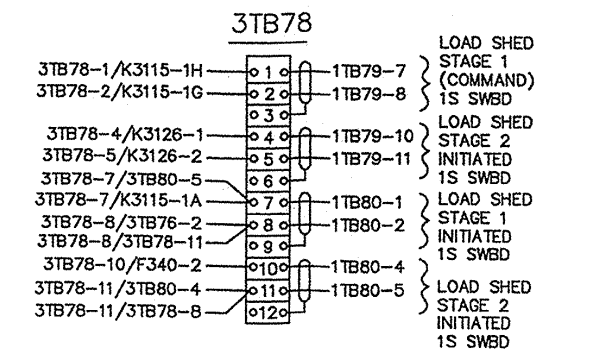 3TB78
3TB78-1/K3115-1H 1 1TB79-7
3TB78-2/K3115-1G 2 1TB79-8
3
3TB78-4/K3126-1 4 1TB79-10
3TB78-5/K3126-2 5 1TB79-11
3TB78-7/3TB80-5 6
3TB78-7/K3115-1A 7 1TB80-1
3TB78-8/3TB76-2 8 1TB80-2
3TB78-8/3TB78-11 9
3TB78-10/F340-2 10 1TB80-4
3TB78-11/3TB80-4 11 1TB80-5
3TB78-11/3TB78-8 12
LOAD SHED
STAGE 1
(COMMAND)
1S SWBD
LOAD SHED
STAGE 2
INITIATED
1S SWBD
LOAD SHED
STAGE 1
INITIATED
1S SWBD
LOAD SHED
STAGE 2
INITIATED
1S SWBD